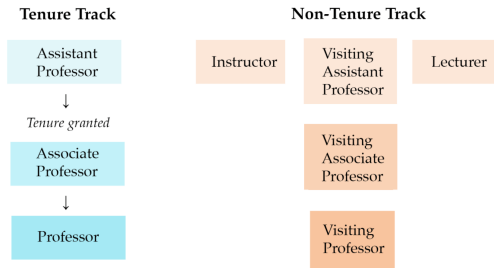 Tenure Track
Assistant
Professor
↓
Tenure granted
Associate
Professor
↓
Professor
Non-Tenure Track
Instructor
Visiting
Assistant
Professor
Lecturer
Visiting
Associate
Professor
Visiting
Professor